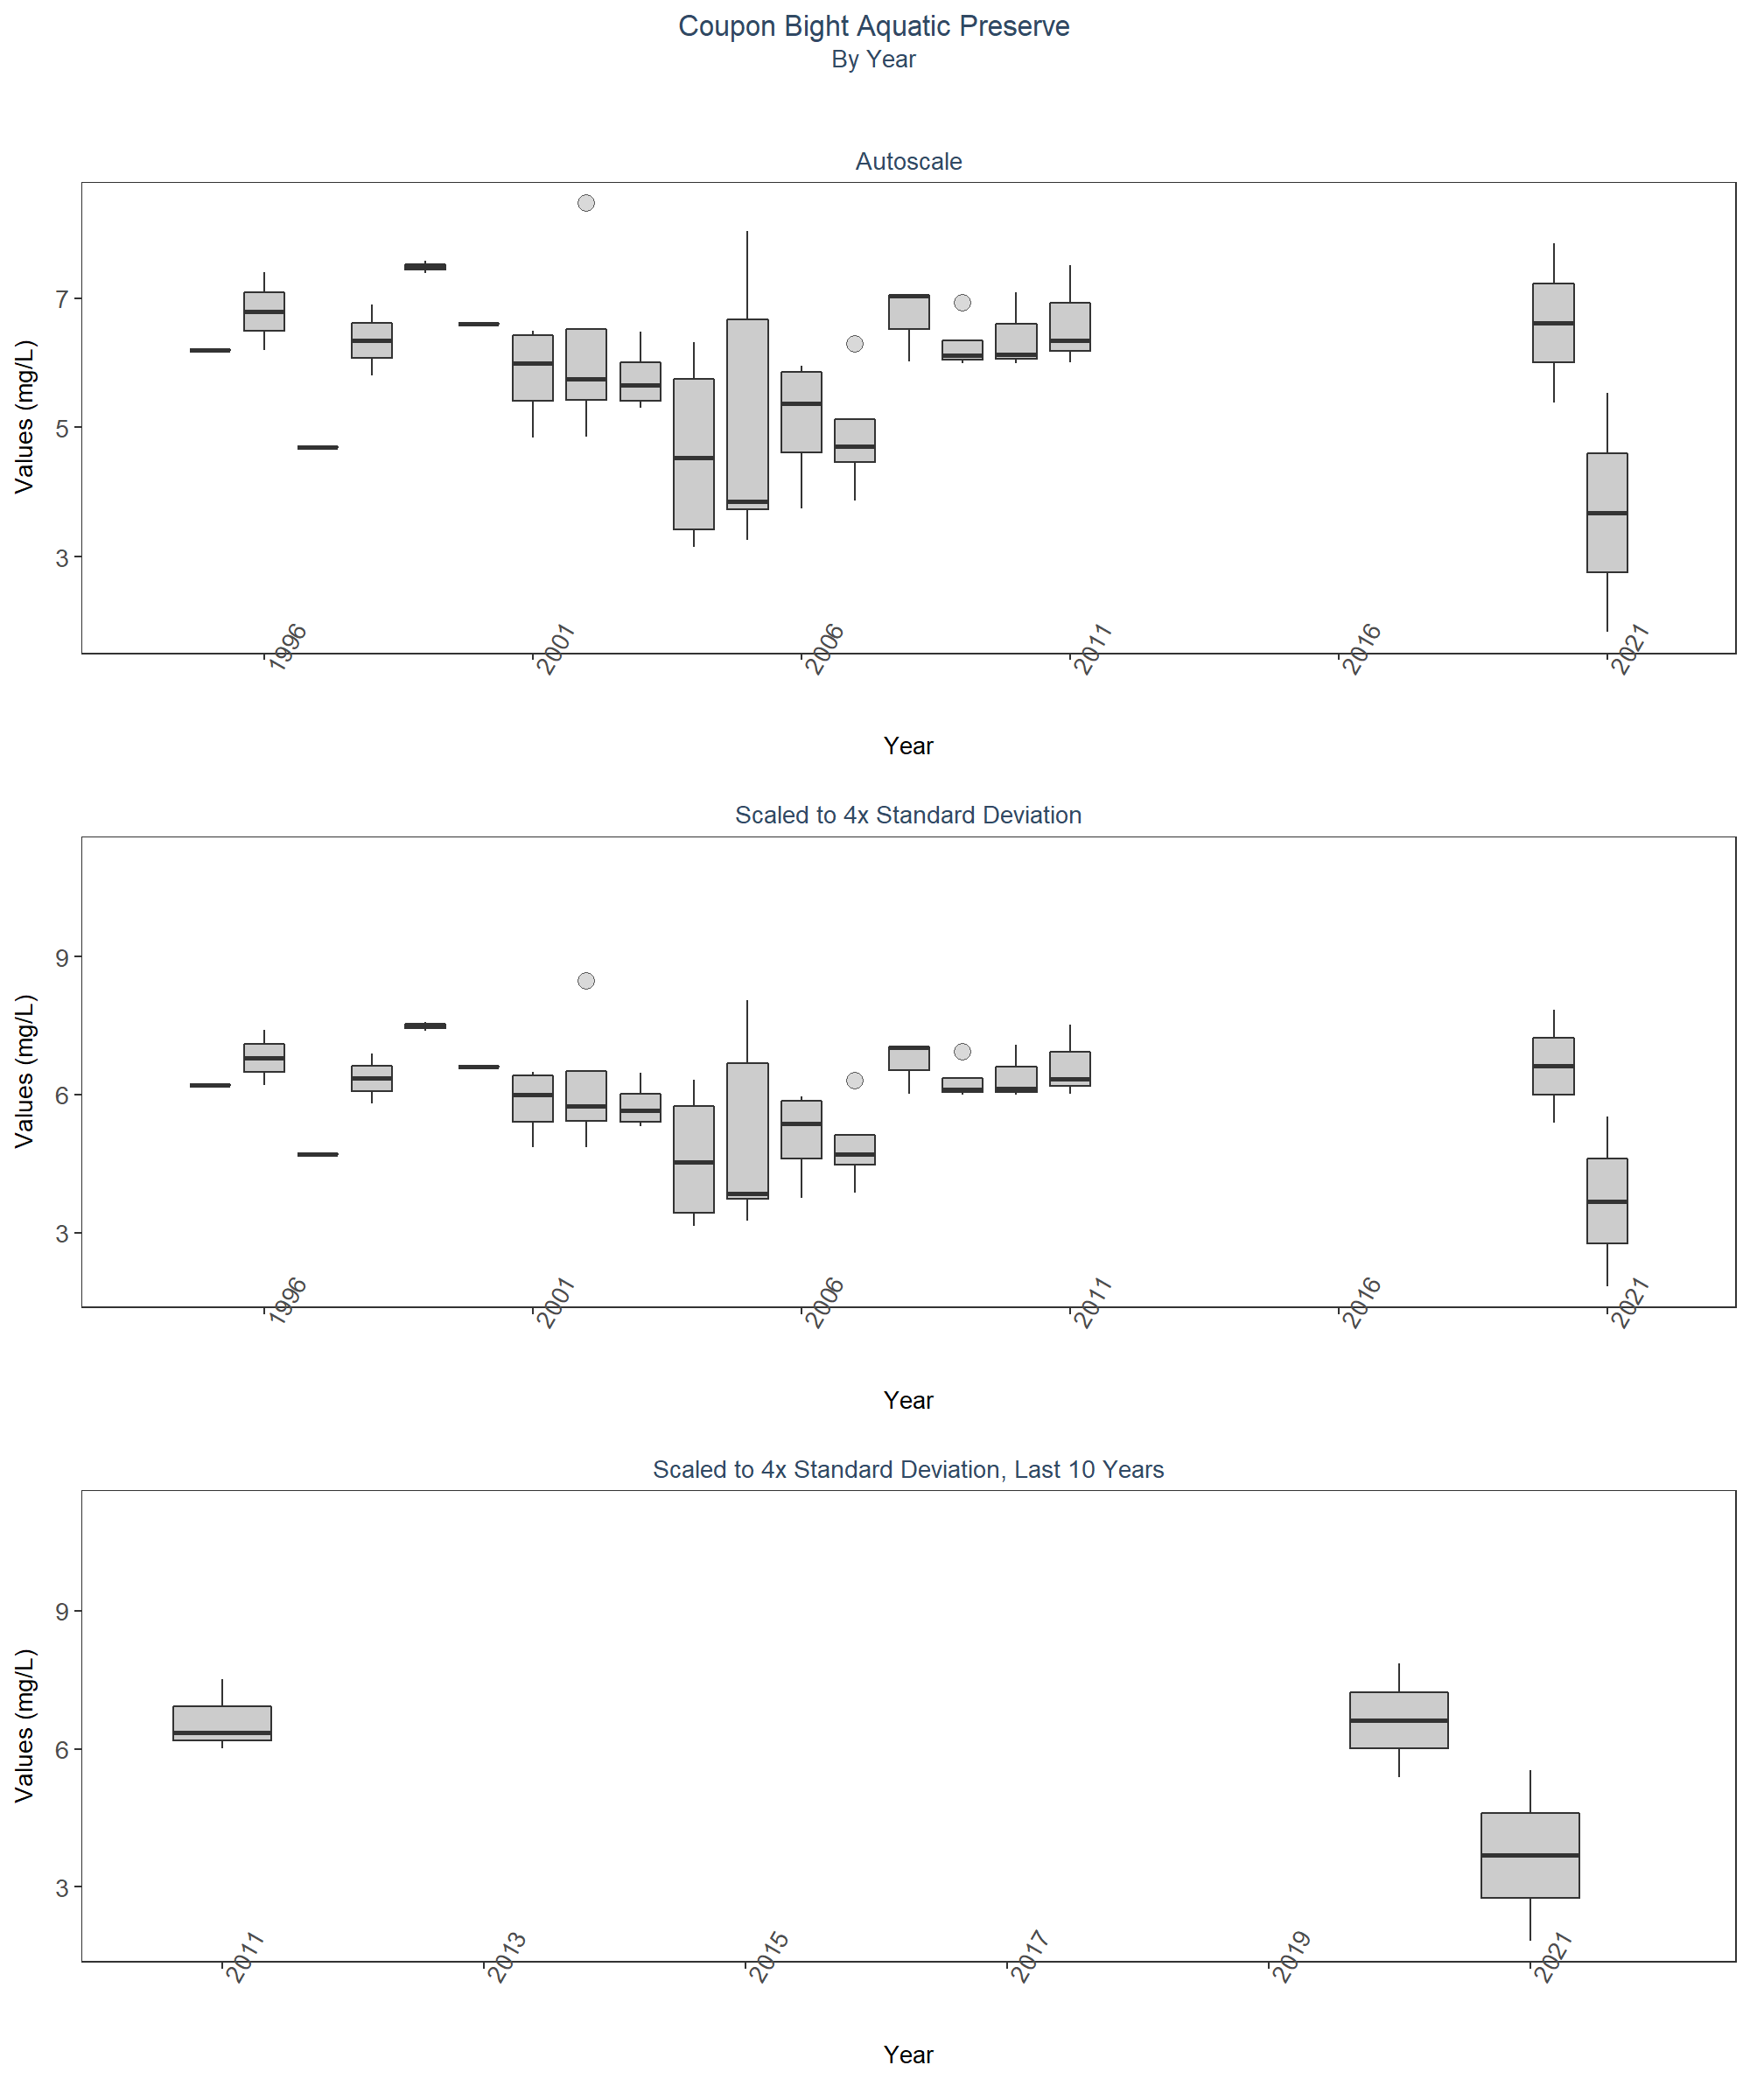 Coupon Bight Aquatic Preserve
By Year
Autoscale
Values (mg/L)
7
5
3
1996 2001 2006 2011 2016 2021
Year
Scaled to 4x Standard Deviation
Values (mg/L)
9
6
3
1996 2001 2006 2011 2016 2021
Year
Scaled to 4x Standard Deviation, Last 10 Years
Values (mg/L)
9
6
3
2011 2013 2015 2017 2019 2021
Year